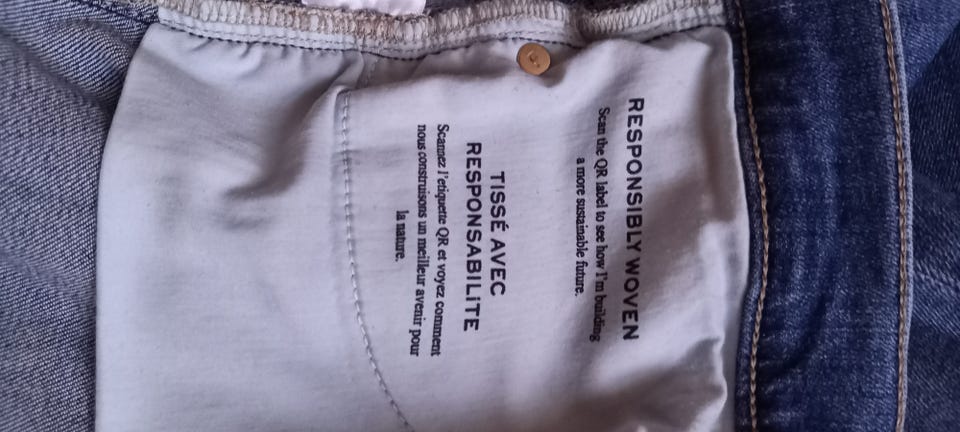 RESPONSIBLY WOVEN
Scan the QR label to see how I'm building
a more sustainable future.
TISSÉ AVEC
RESPONSABILITE
Scannez l'etiquette QR et voyez comment
nous construisons un meilleur avenir pour
la nature.